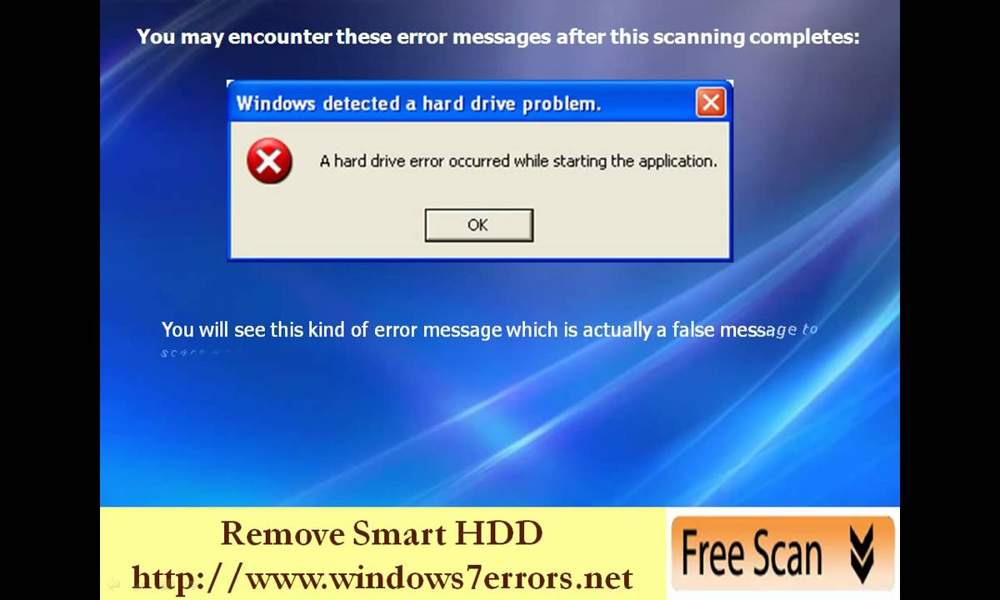 You may encounter these error messages after this scanning completes:
Windows detected a hard drive problem.
A hard drive error occurred while starting the application.
OK
You will see this kind of error message which is actually a false message to
Remove Smart HDD
http://www.windows7errors.net
Free Scan